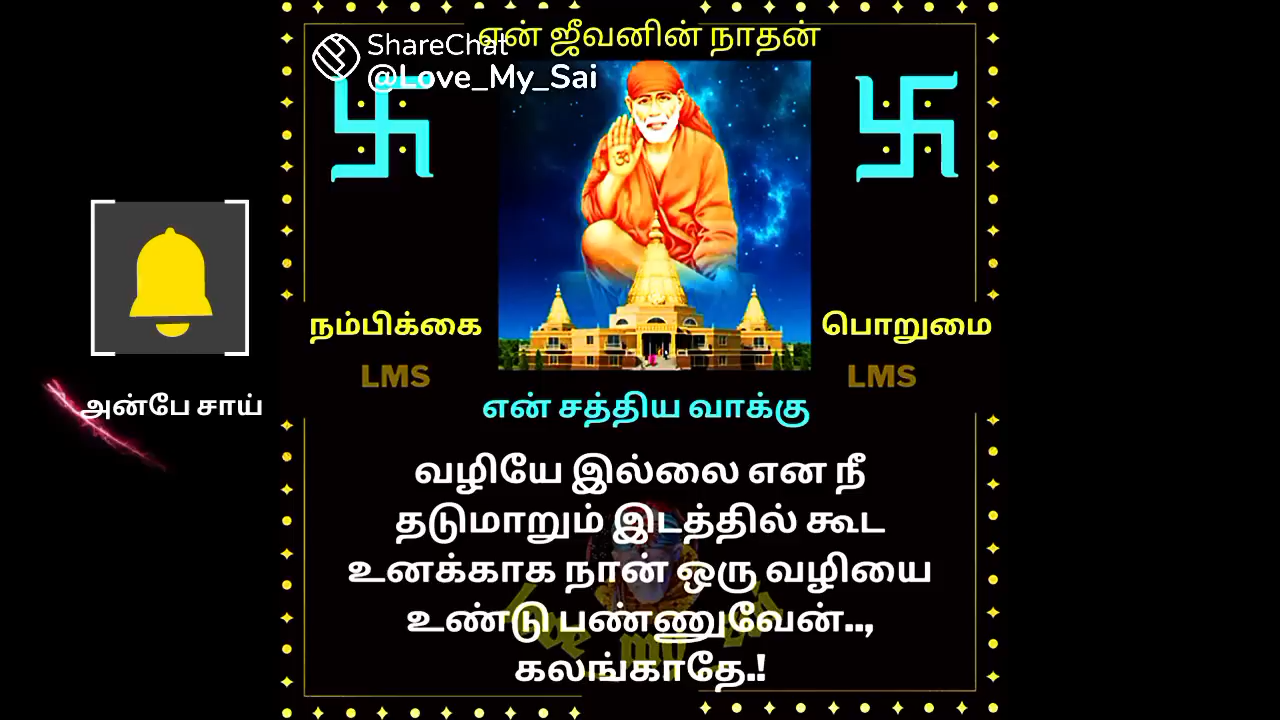 என் ஜீவனின் நாதன்
ShareChat
@Love_My_Sai
நம்பிக்கை
பொறுமை
LMS
LMS
அன்பே சாய்
என் சத்திய வாக்கு
வழியே இல்லை என நீ
தடுமாறும் இடத்தில் கூட
உனக்காக நான் ஒரு வழியை
உண்டு பண்ணுவேன்..,
கலங்காதே.!